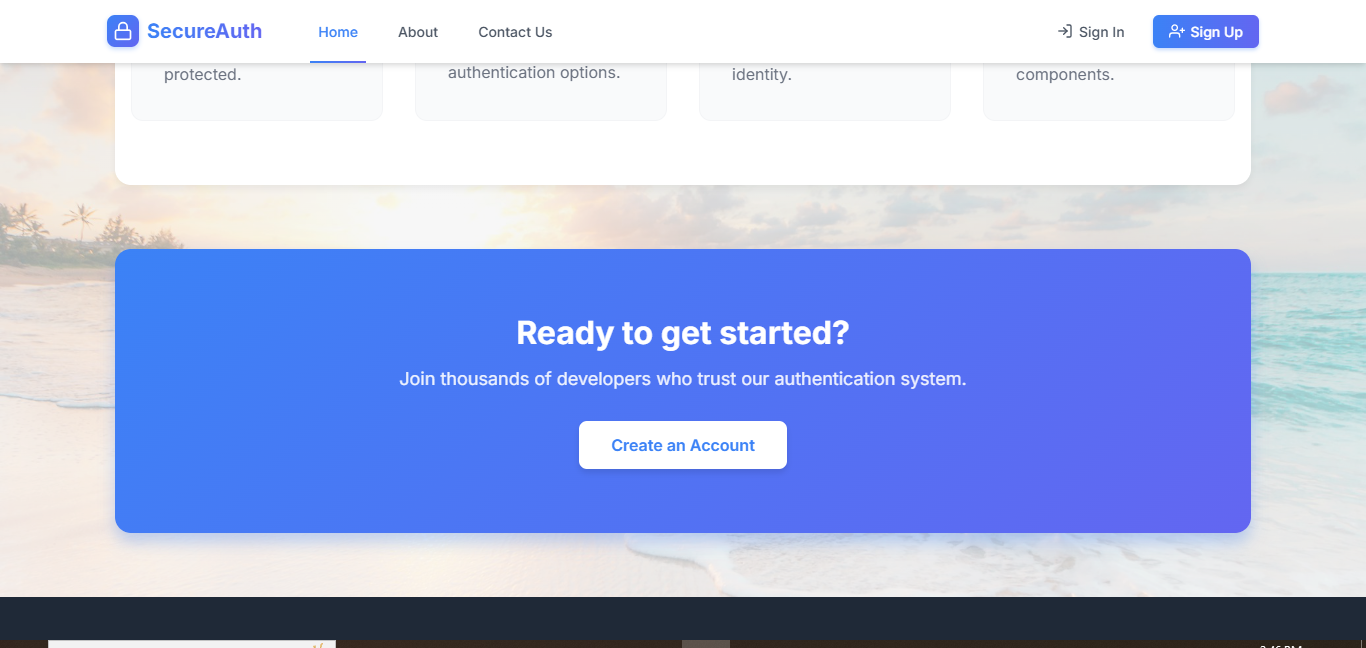 SecureAuth
Home
About
Contact Us
Sign In
Sign Up
protected.
authentication options.
identity.
components.
Ready to get started?
Join thousands of developers who trust our authentication system.
Create an Account